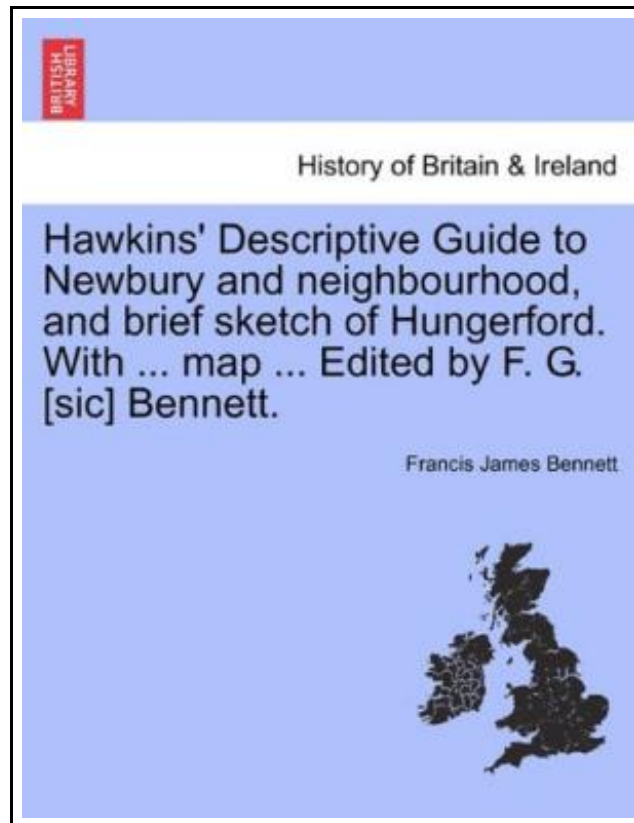 LIBRARY
BRITISH
History of Britain & Ireland
Hawkins' Descriptive Guide to
Newbury and neighbourhood,
and brief sketch of Hungerford.
With ... map ... Edited by F. G.
[sic] Bennett.
Francis James Bennett